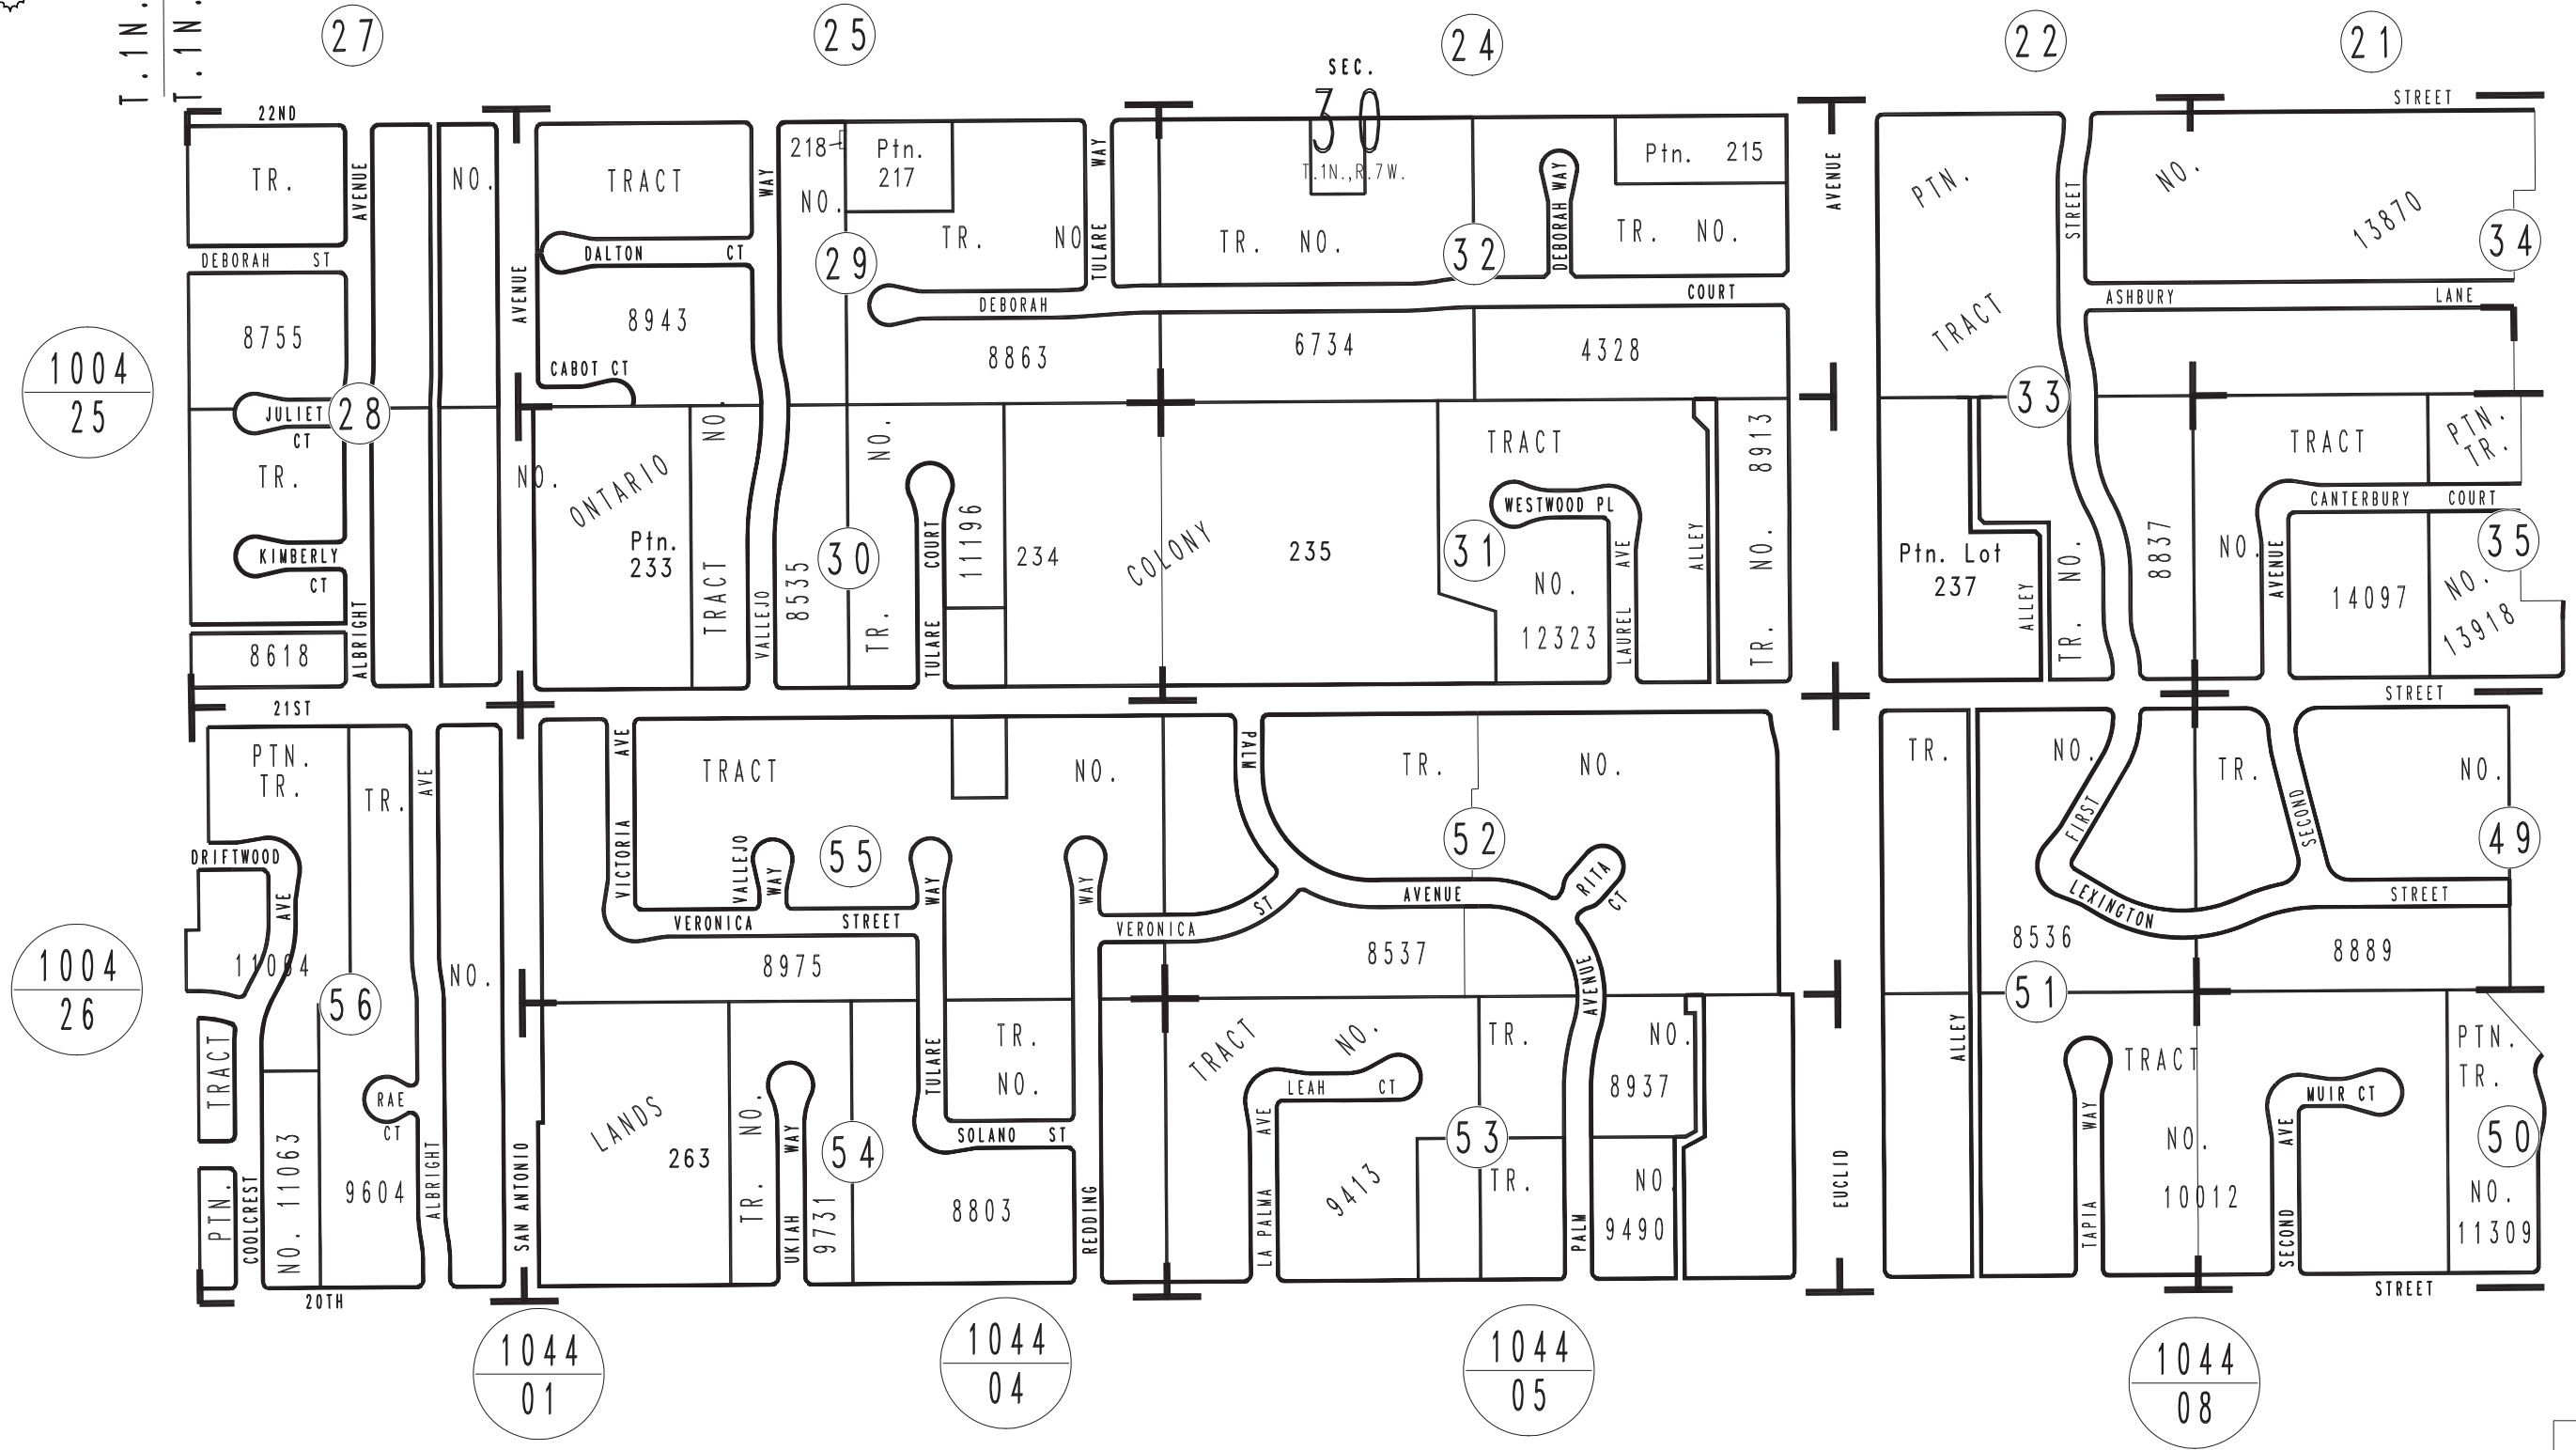 T.1N.
T.1N.
27
25
24
22
21
SEC.
30
T.1N.,R.7W.
22ND
STREET
TR.
AVENUE
NO.
TRACT
WAY
218
Ptn.
217
NO.
TR.
NO
TULARE
WAY
TR. NO.
32
DEBORAH WAY
Ptn. 215
TR. NO.
AVENUE
PTN.
TRACT
STREET
NO.
13870
34
DEBORAH ST
AVENUE
DALTON CT
29
DEBORAH
COURT
ASHBURY LANE
8755
8943
8863
6734
4328
CABOT CT
1004
25
JULIET
CT
28
33
TR.
NO.
ONTARIO
Ptn.
233
TRACT
NO.
VALLEJO
8535
NO.
30
TR.
TULARE COURT
11196
234
COLONY
235
TRACT
WESTWOOD PL
31
NO.
12323
LAUREL AVE
ALLEY
TR. NO. 8913
Ptn. Lot
237
ALLEY
TR. NO.
8837
TRACT
PTN.
TR.
CANTERBURY COURT
NO.
AVENUE
14097
35
NO.
13918
KIMBERLY
CT
8618
ALBRIGHT
21ST
STREET
PTN.
TR.
TR.
AVE
VICTORIA AVE
TRACT
NO.
PALM
TR.
NO.
TR.
NO.
FIRST
TR.
SECOND
NO.
DRIFTWOOD
AVE
VALLEJO
WAY
55
WAY
WAY
52
RITA
CT
49
VERONICA STREET
VERONICA ST
AVENUE
LEXINGTON
STREET
11064
NO.
8975
8537
AVENUE
8536
8889
1004
26
56
51
TRACT
TR.
NO.
TRACT
NO.
TR.
NO.
ALLEY
TRACT
PTN.
TR.
RAE
CT
LANDS
263
TR. NO.
UKIAH WAY
9731
54
TULARE
SOLANO ST
LEAH CT
LA PALMA AVE
53
8937
MUIR CT
50
PTN.
COOLCREST
NO. 11063
9604
ALBRIGHT
SAN ANTONIO
8803
REDDING
9413
TR.
PALM
NO.
9490
EUCLID
TAPIA WAY
NO.
10012
SECOND AVE
NO.
11309
20TH
STREET
1044
01
1044
04
1044
05
1044
08